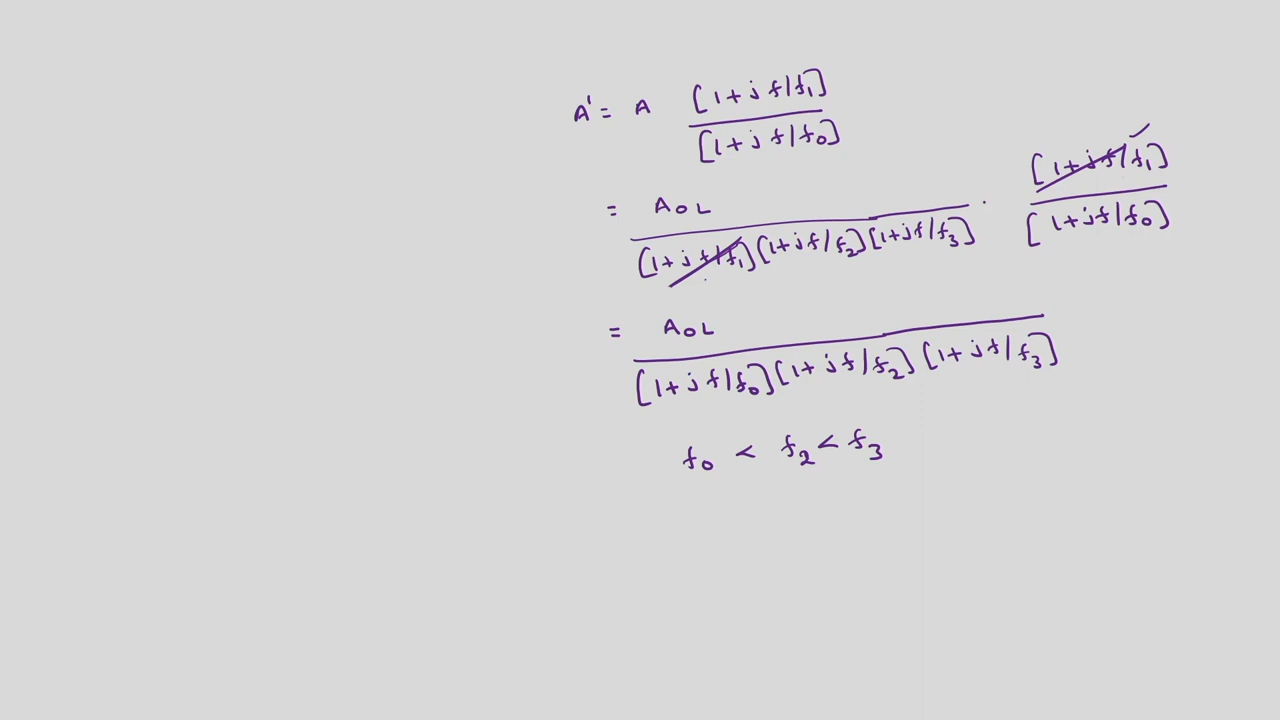 A' = A [1+j f/f₁] / [1+j f/f₀]
= AOL / [1+j f/f₁][1+j f/f₂][1+j f/f₃] · [1+j f/f₁] / [1+j f/f₀]
= AOL / [1+j f/f₀][1+j f/f₂][1+j f/f₃]
f₀ < f₂ < f₃